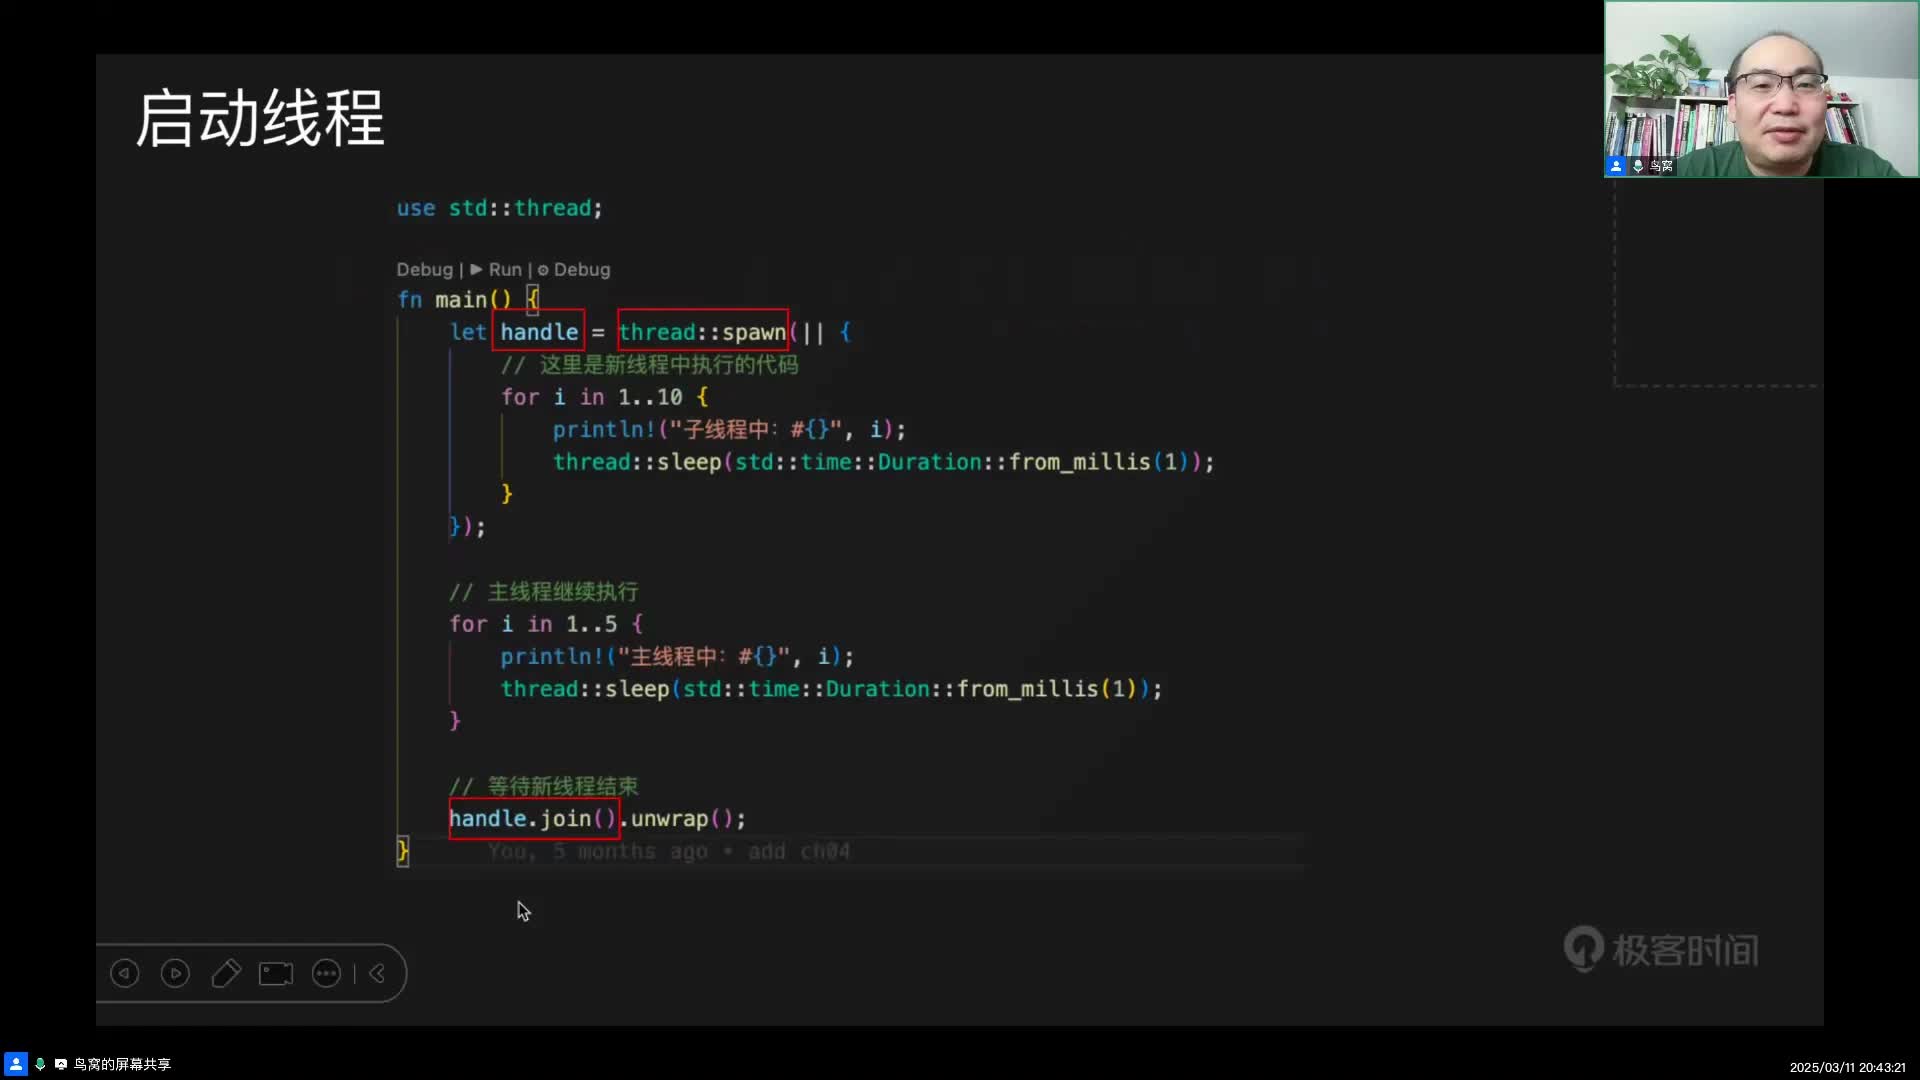 启动线程
鸟窝
use std::thread;
Debug | ▶ Run | ⚙ Debug
fn main() {
    let handle = thread::spawn(|| {
        // 这里是新线程中执行的代码
        for i in 1..10 {
            println!("子线程中: #{}", i);
            thread::sleep(std::time::Duration::from_millis(1));
        }
    });
    // 主线程继续执行
    for i in 1..5 {
        println!("主线程中: #{}", i);
        thread::sleep(std::time::Duration::from_millis(1));
    }
    // 等待新线程结束
    handle.join().unwrap();
}    You, 5 months ago • add ch04
极客时间
鸟窝的屏幕共享
2025/03/11 20:43:21